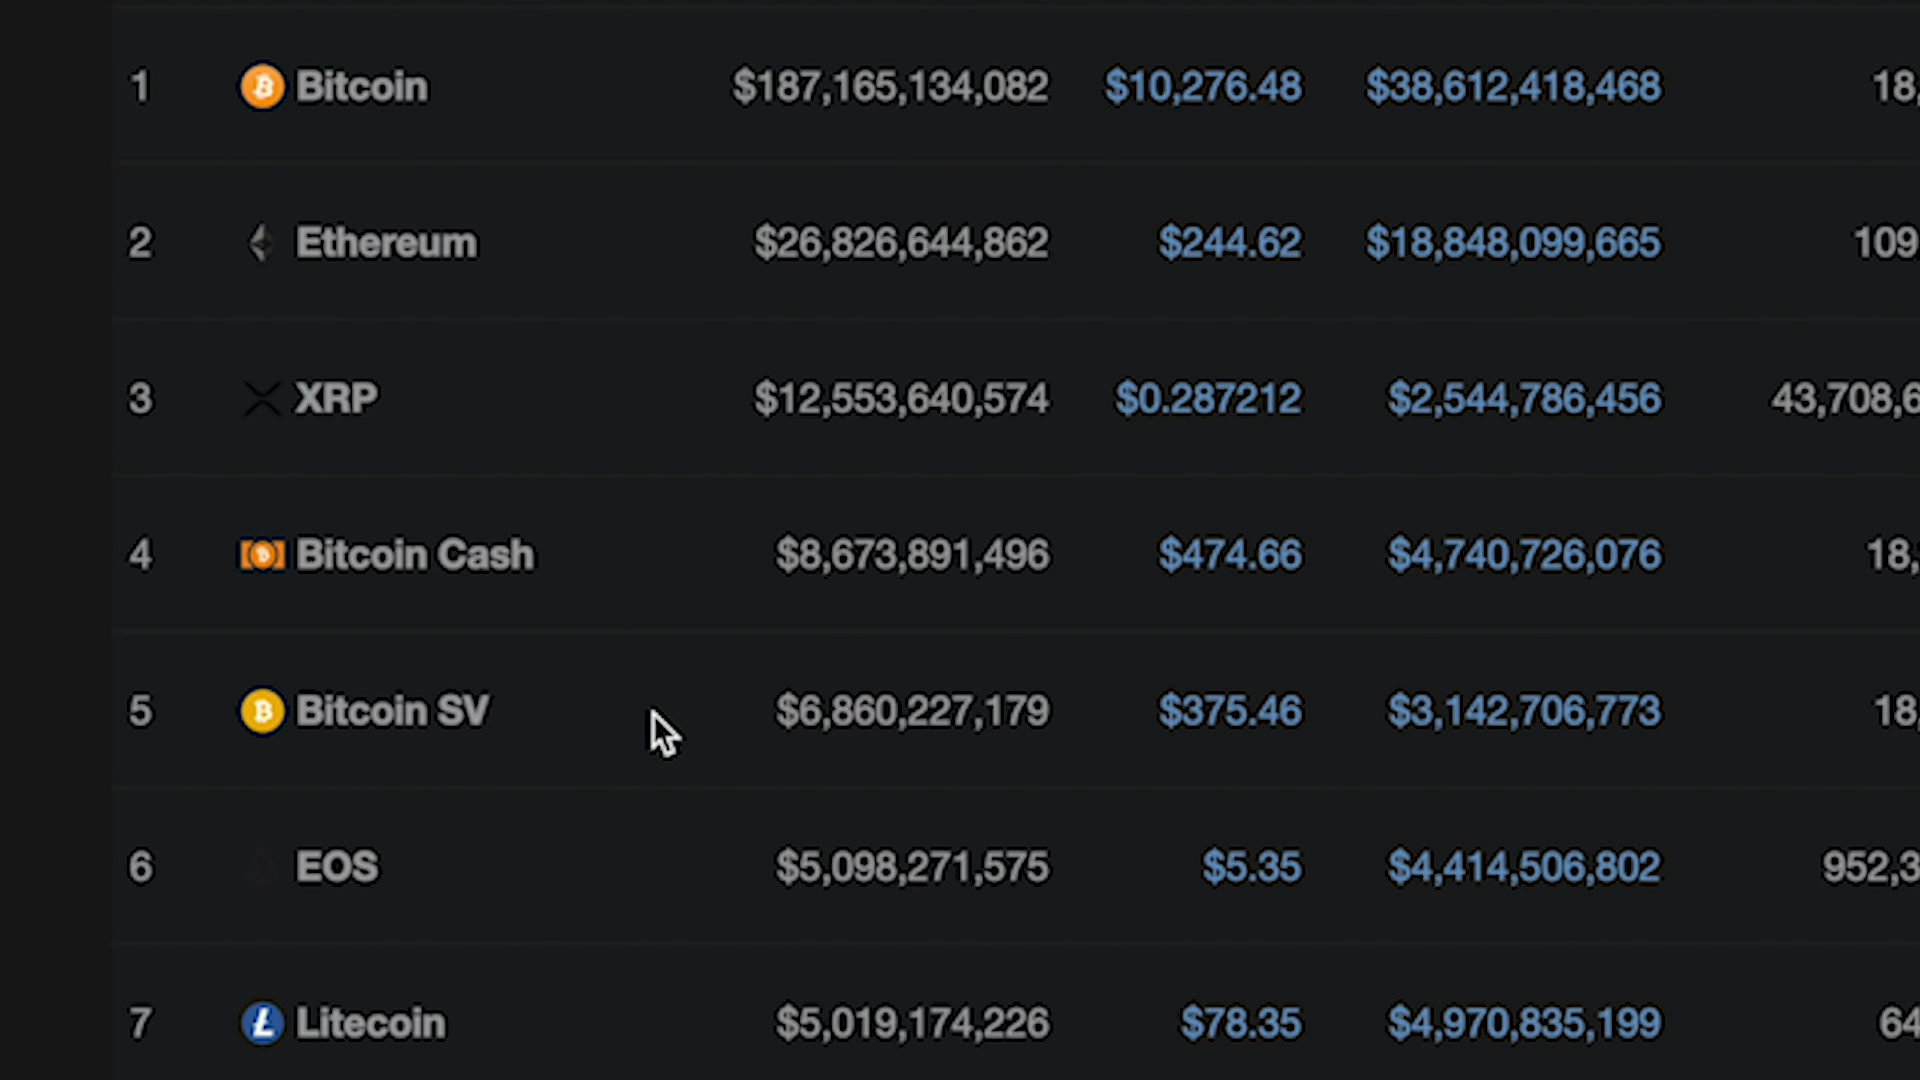 1 Bitcoin $187,165,134,082 $10,276.48 $38,612,418,468 18,
2 Ethereum $26,826,644,862 $244.62 $18,848,099,665 109
3 XRP $12,553,640,574 $0.287212 $2,544,786,456 43,708,6
4 Bitcoin Cash $8,673,891,496 $474.66 $4,740,726,076 18,
5 Bitcoin SV $6,860,227,179 $375.46 $3,142,706,773 18,
6 EOS $5,098,271,575 $5.35 $4,414,506,802 952,3
7 Litecoin $5,019,174,226 $78.35 $4,970,835,199 64